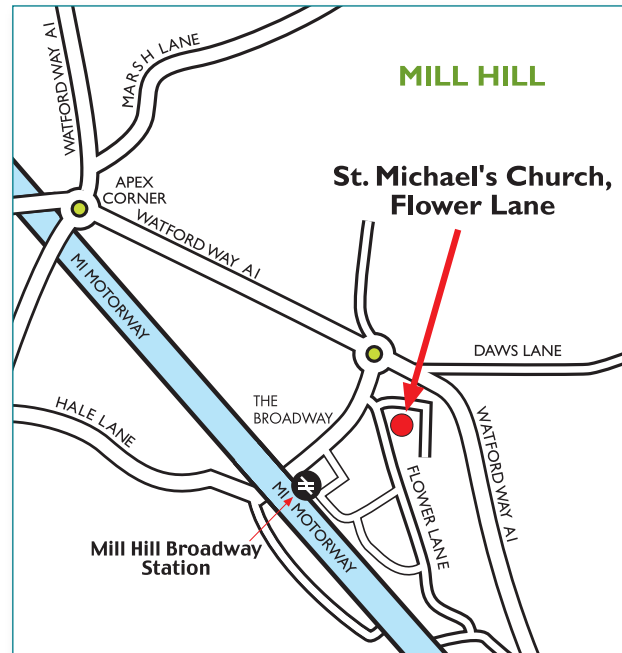 WATFORD WAY A1
MARSH LANE
MILL HILL
St. Michael's Church,
Flower Lane
APEX
CORNER
WATFORD WAY A1
M1 MOTORWAY
DAWS LANE
THE
BROADWAY
HALE LANE
WATFORD WAY A1
FLOWER LANE
M1 MOTORWAY
Mill Hill Broadway
Station